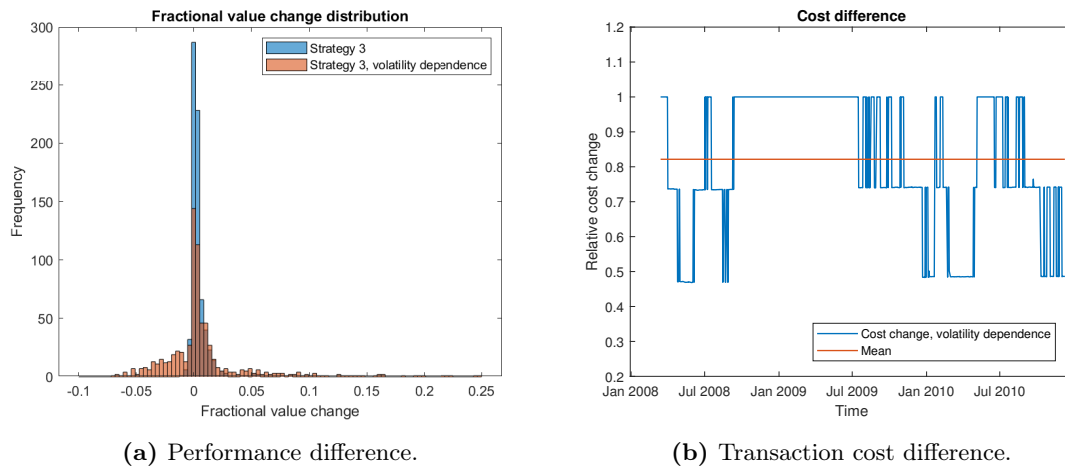 Fractional value change distribution
300
250
200
150
100
50
0
Frequency
Strategy 3
Strategy 3, volatility dependence
-0.1
-0.05
0
0.05
0.1
0.15
0.2
0.25
Fractional value change
(a) Performance difference.
Cost difference
1.2
1.1
1
0.9
0.8
0.7
0.6
0.5
0.4
0.3
0.2
Relative cost change
Cost change, volatility dependence
Mean
Jan 2008
Jul 2008
Jan 2009
Jul 2009
Jan 2010
Jul 2010
Time
(b) Transaction cost difference.